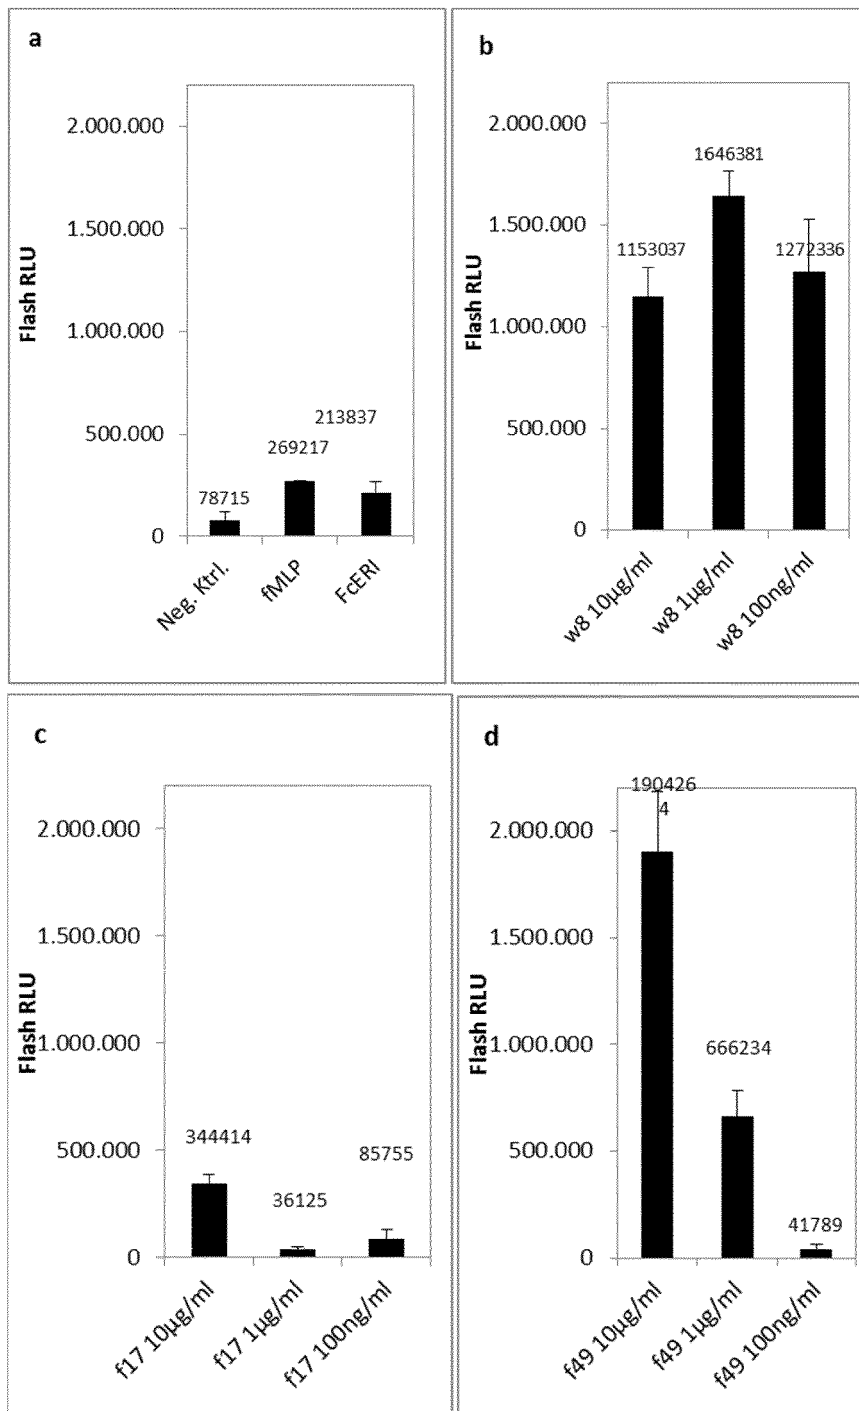 a
Flash RLU
2.000.000
1.500.000
1.000.000
500.000
0
78715
269217
213837
Neg. Ktrl.
fMLP
FcERI
b
Flash RLU
2.000.000
1.500.000
1.000.000
500.000
0
1153037
1646381
1272336
w8 10µg/ml
w8 1µg/ml
w8 100ng/ml
c
Flash RLU
2.000.000
1.500.000
1.000.000
500.000
0
344414
36125
85755
f17 10µg/ml
f17 1µg/ml
f17 100ng/ml
d
Flash RLU
2.000.000
1.500.000
1.000.000
500.000
0
190426
4
666234
41789
f49 10µg/ml
f49 1µg/ml
f49 100ng/ml